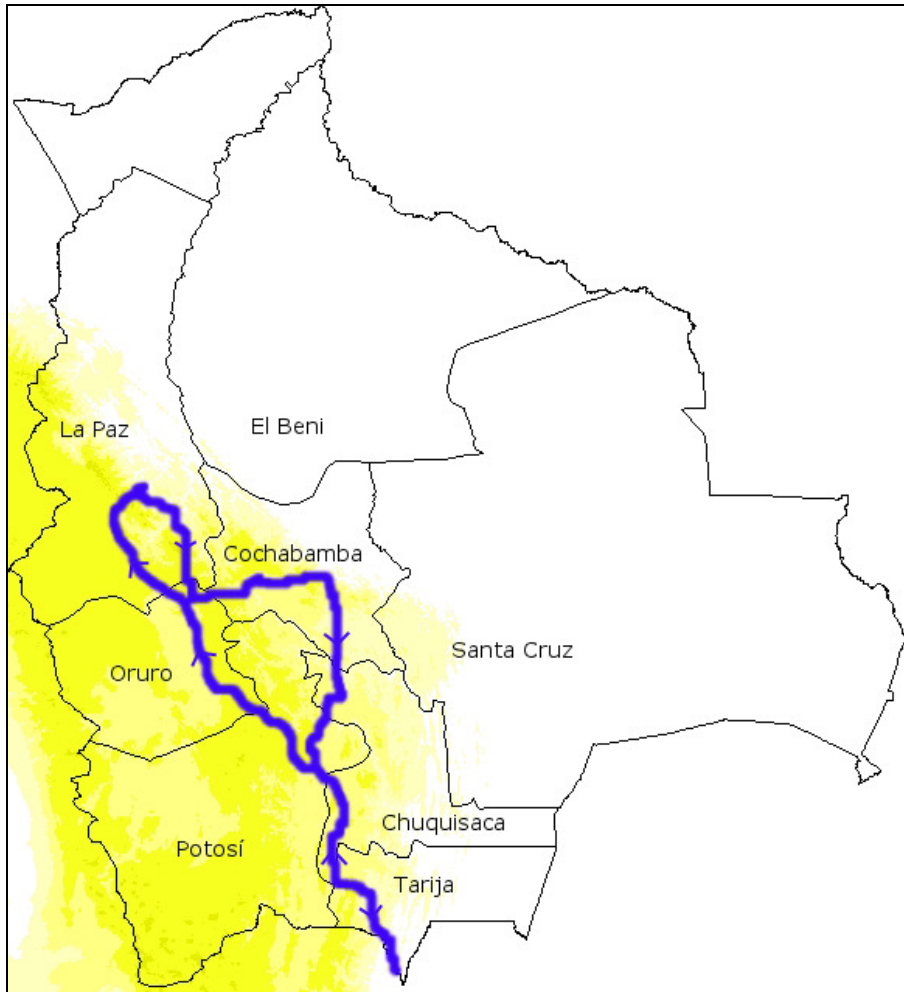 El Beni
La Paz
Cochabamba
Santa Cruz
Oruro
Chuquisaca
Potosí
Tarija